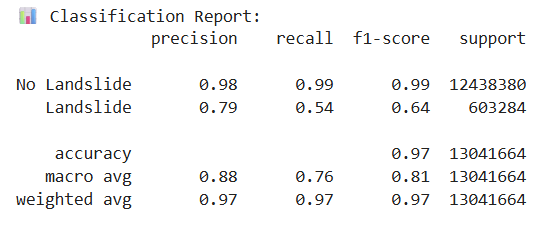 📊 Classification Report:
precision recall f1-score support
No Landslide 0.98 0.99 0.99 12438380
Landslide 0.79 0.54 0.64 603284
accuracy 0.97 13041664
macro avg 0.88 0.76 0.81 13041664
weighted avg 0.97 0.97 0.97 13041664